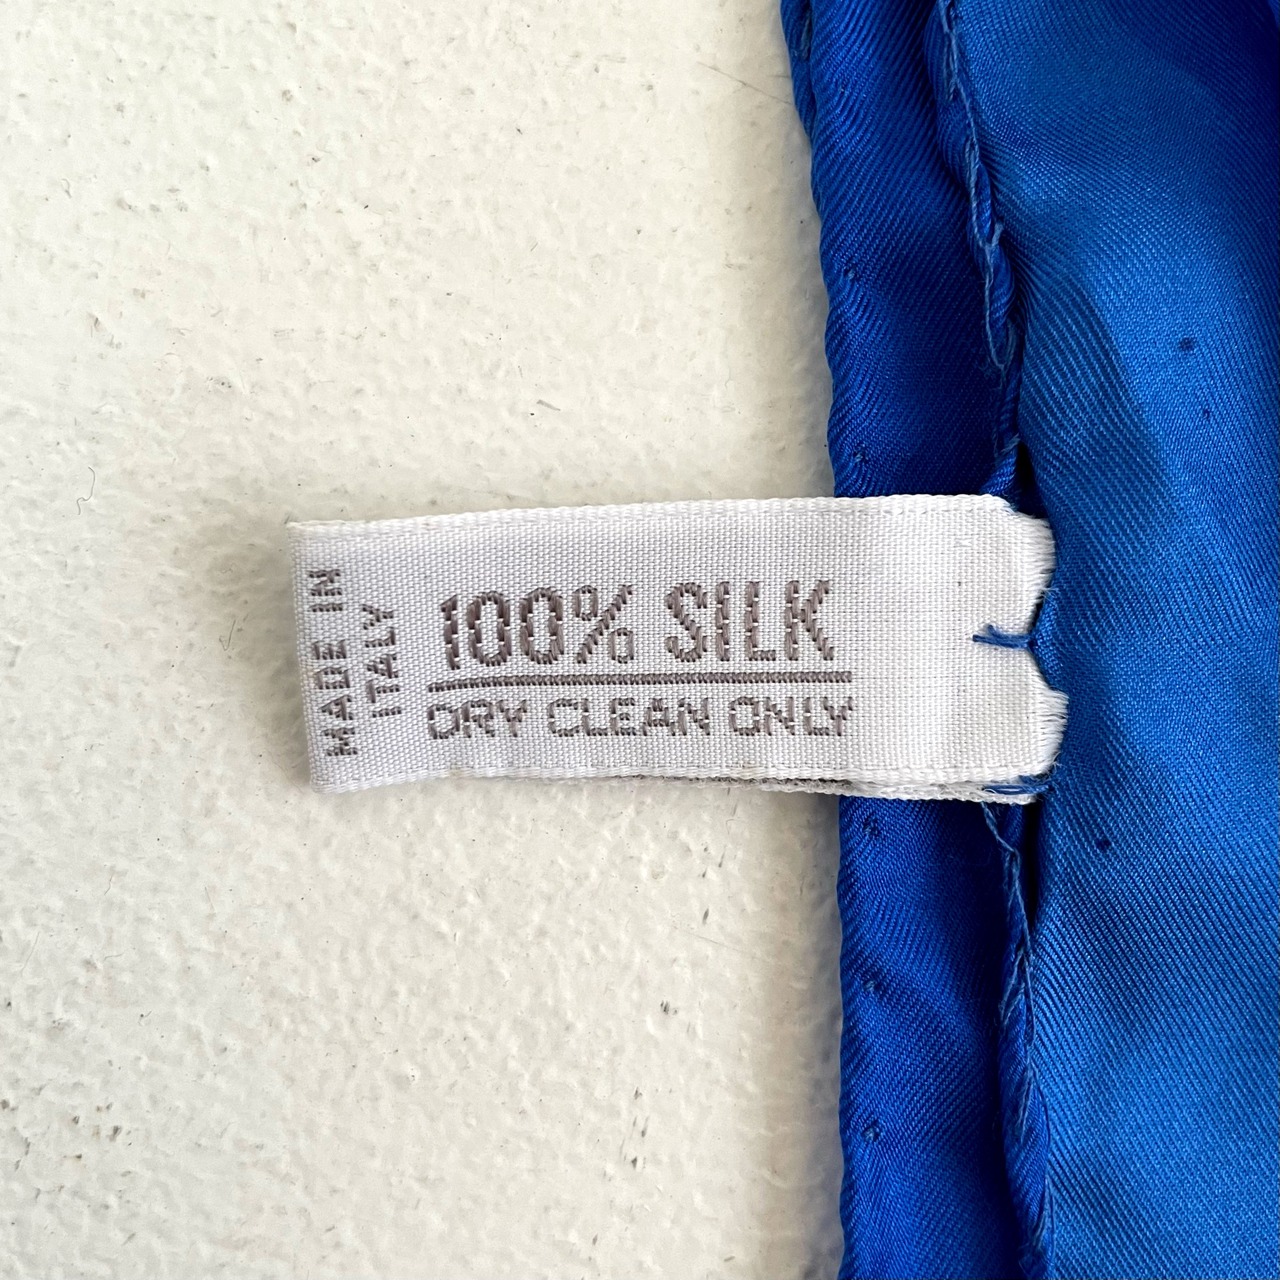 MADE IN
ITALY
100% SILK
DRY CLEAN ONLY